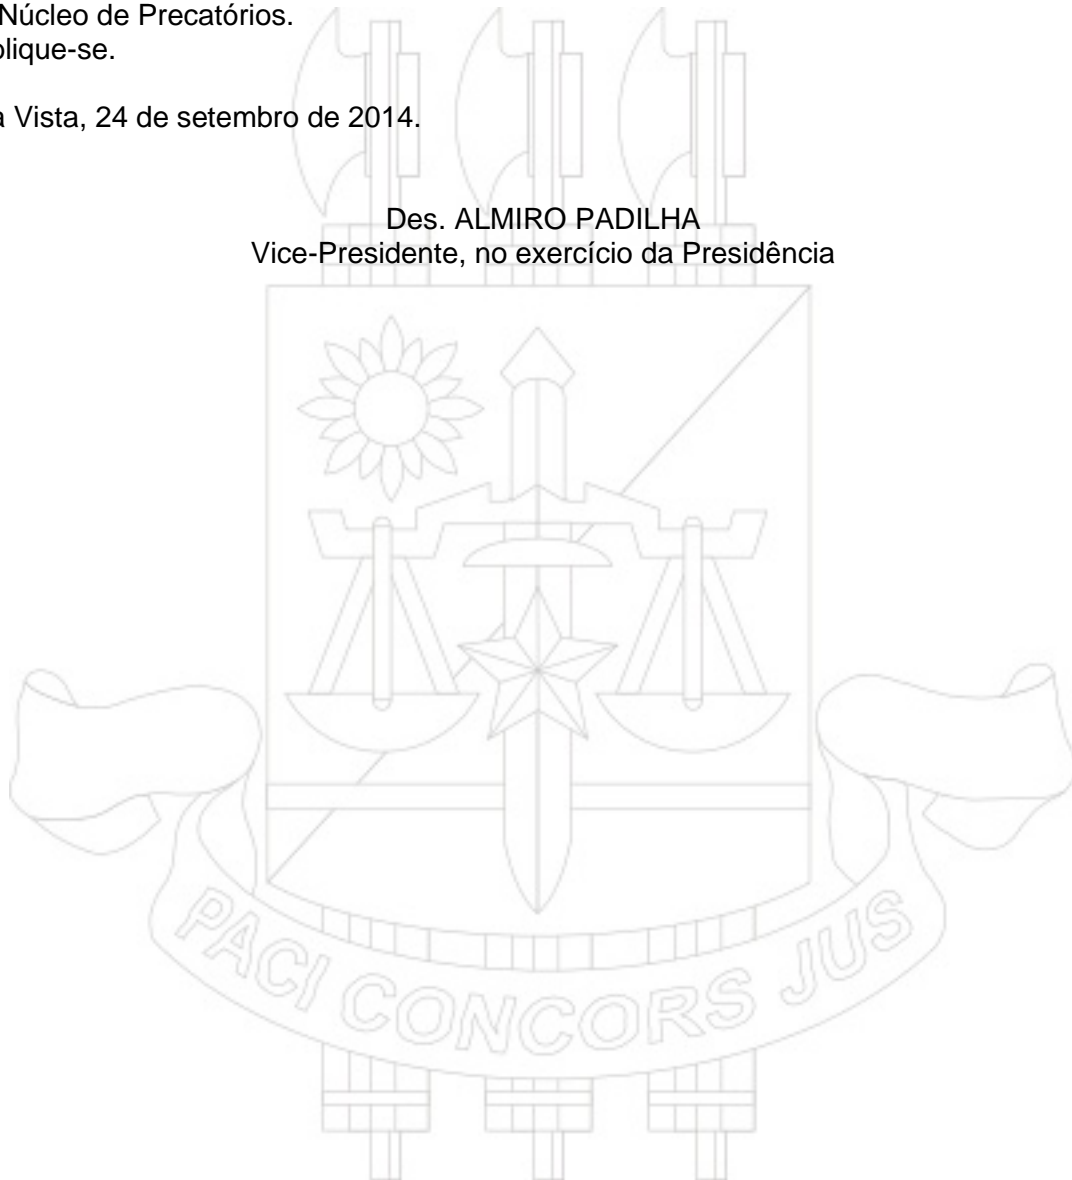 Núcleo de Precatórios.
olique-se.
a Vista, 24 de setembro de 2014.
Des. ALMIRO PADILHA
Vice-Presidente, no exercício da Presidência
PACI CONCORS JUS